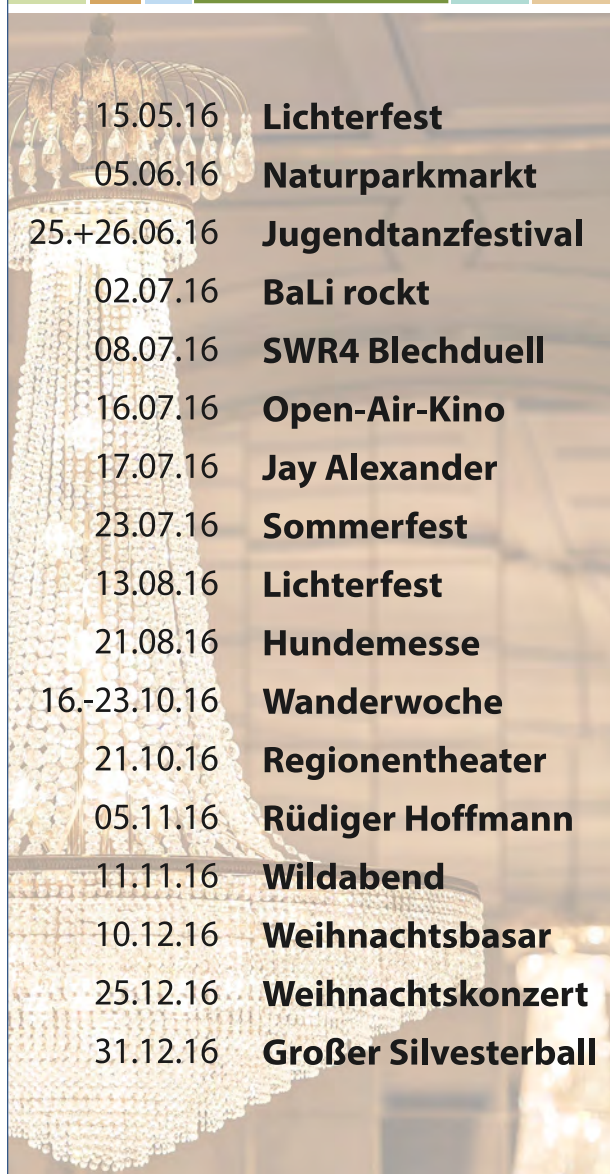 15.05.16 Lichterfest
05.06.16 Naturparkmarkt
25.+26.06.16 Jugendtanzfestival
02.07.16 BaLi rockt
08.07.16 SWR4 Blechduell
16.07.16 Open-Air-Kino
17.07.16 Jay Alexander
23.07.16 Sommerfest
13.08.16 Lichterfest
21.08.16 Hundemesse
16.-23.10.16 Wanderwoche
21.10.16 Regionentheater
05.11.16 Rüdiger Hoffmann
11.11.16 Wildabend
10.12.16 Weihnachtsbasar
25.12.16 Weihnachtskonzert
31.12.16 Großer Silvesterball